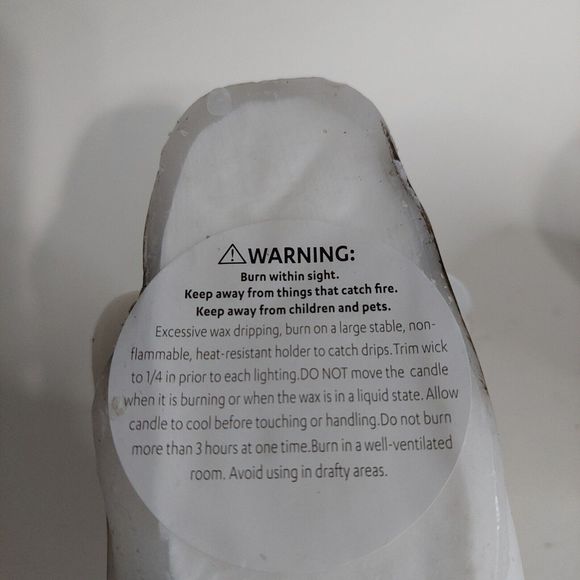 ⚠WARNING:
Burn within sight.
Keep away from things that catch fire.
Keep away from children and pets.
Excessive wax dripping, burn on a large stable, non-
flammable, heat-resistant holder to catch drips.Trim wick
to 1/4 in prior to each lighting.DO NOT move the candle
when it is burning or when the wax is in a liquid state. Allow
candle to cool before touching or handling.Do not burn
more than 3 hours at one time.Burn in a well-ventilated
room. Avoid using in drafty areas.